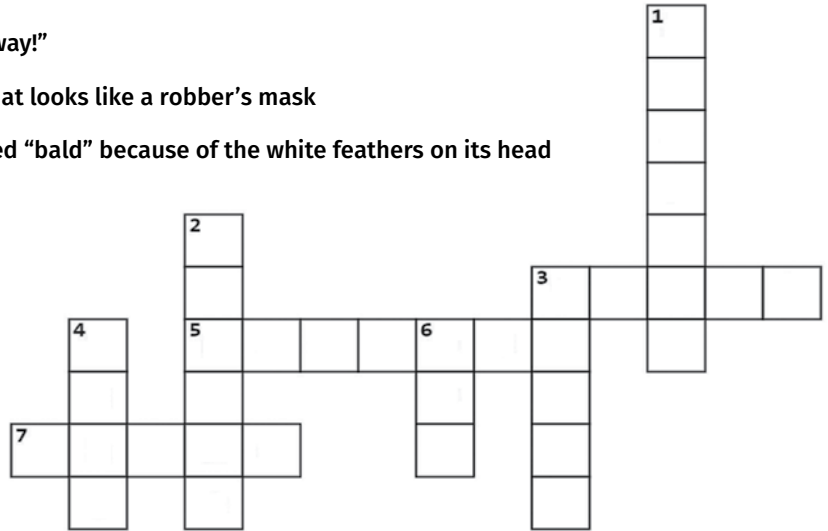 way!”
at looks like a robber’s mask
ed “bald” because of the white feathers on its head
1
2
3
4
5
6
7